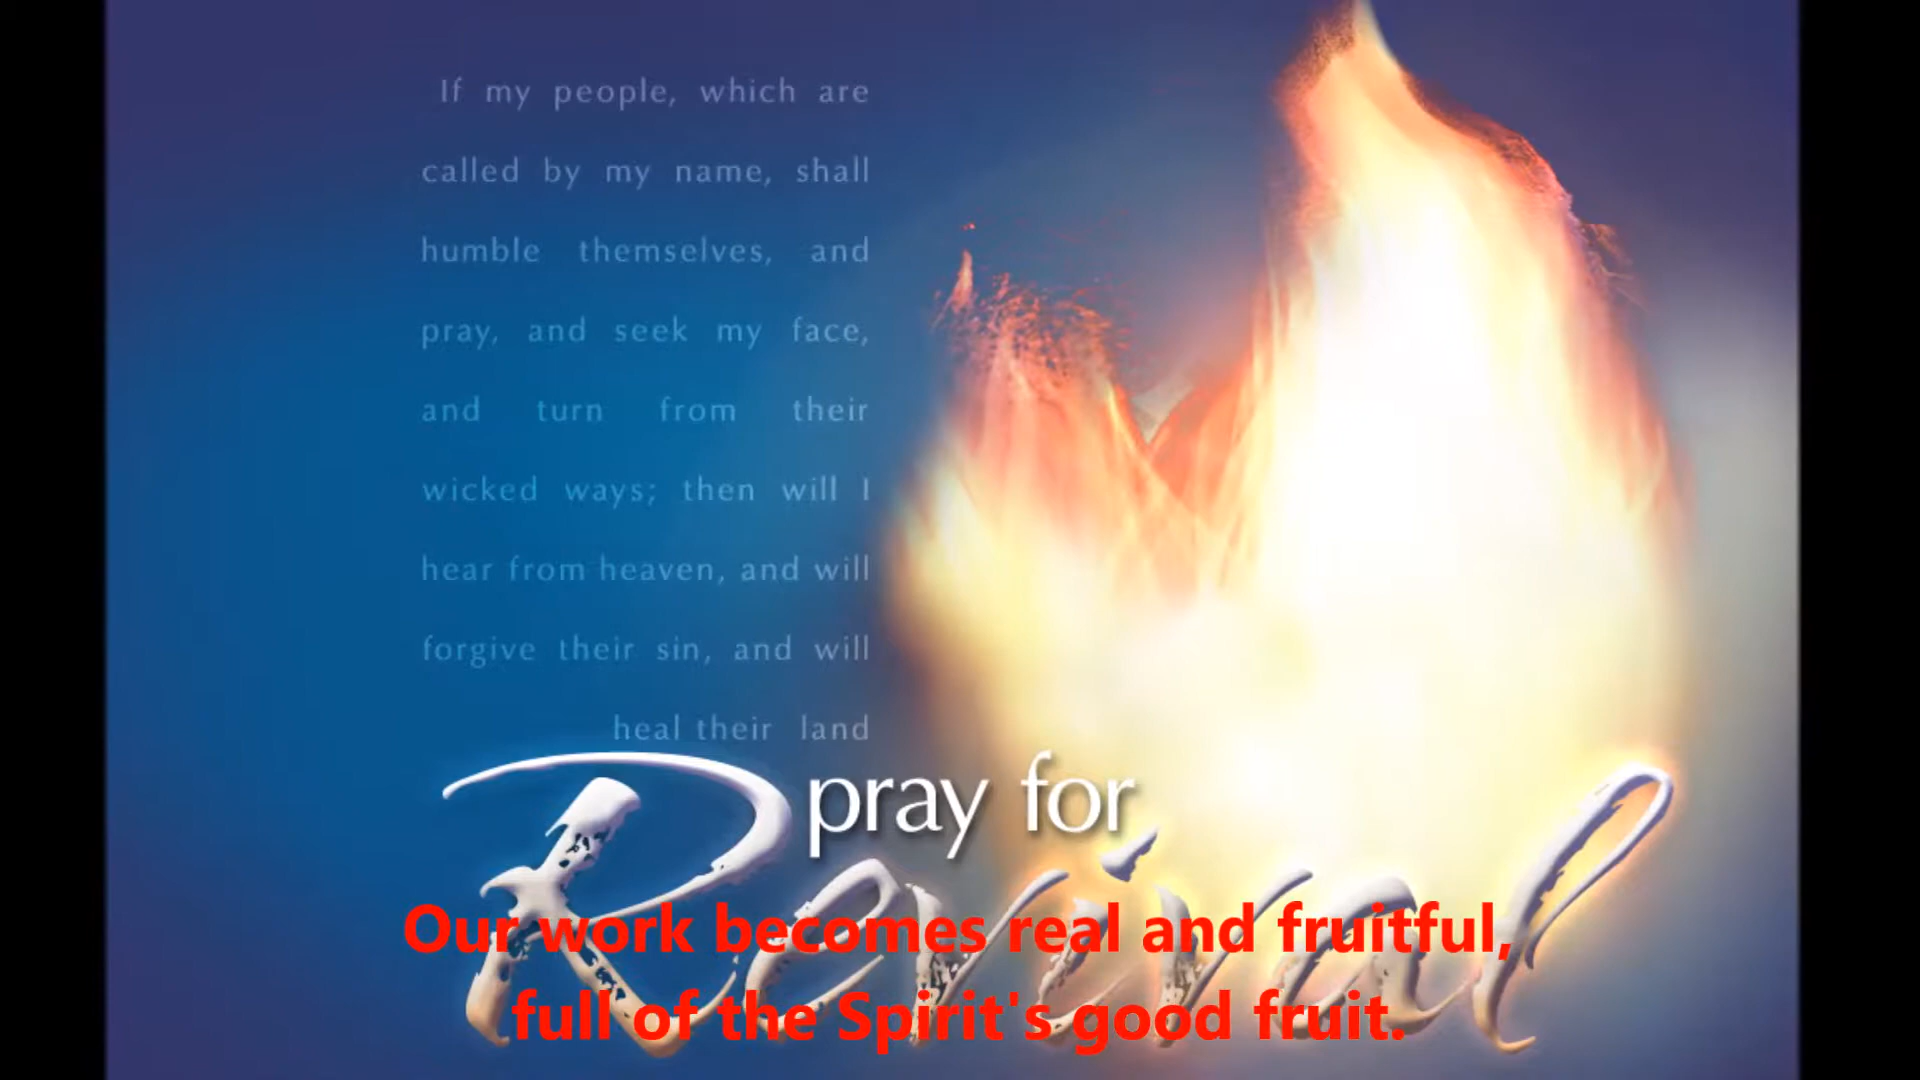 If my people, which are
called by my name, shall
humble themselves, and
pray, and seek my face,
and turn from their
wicked ways; then will I
hear from heaven, and will
forgive their sin, and will
heal their land
pray for
Revival
Our work becomes real and fruitful,
full of the Spirit's good fruit.